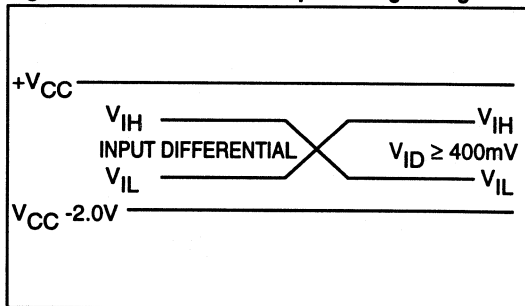 +VCC
VIH VIH
INPUT DIFFERENTIAL VID ≥ 400mV
VIL VIL
VCC -2.0V